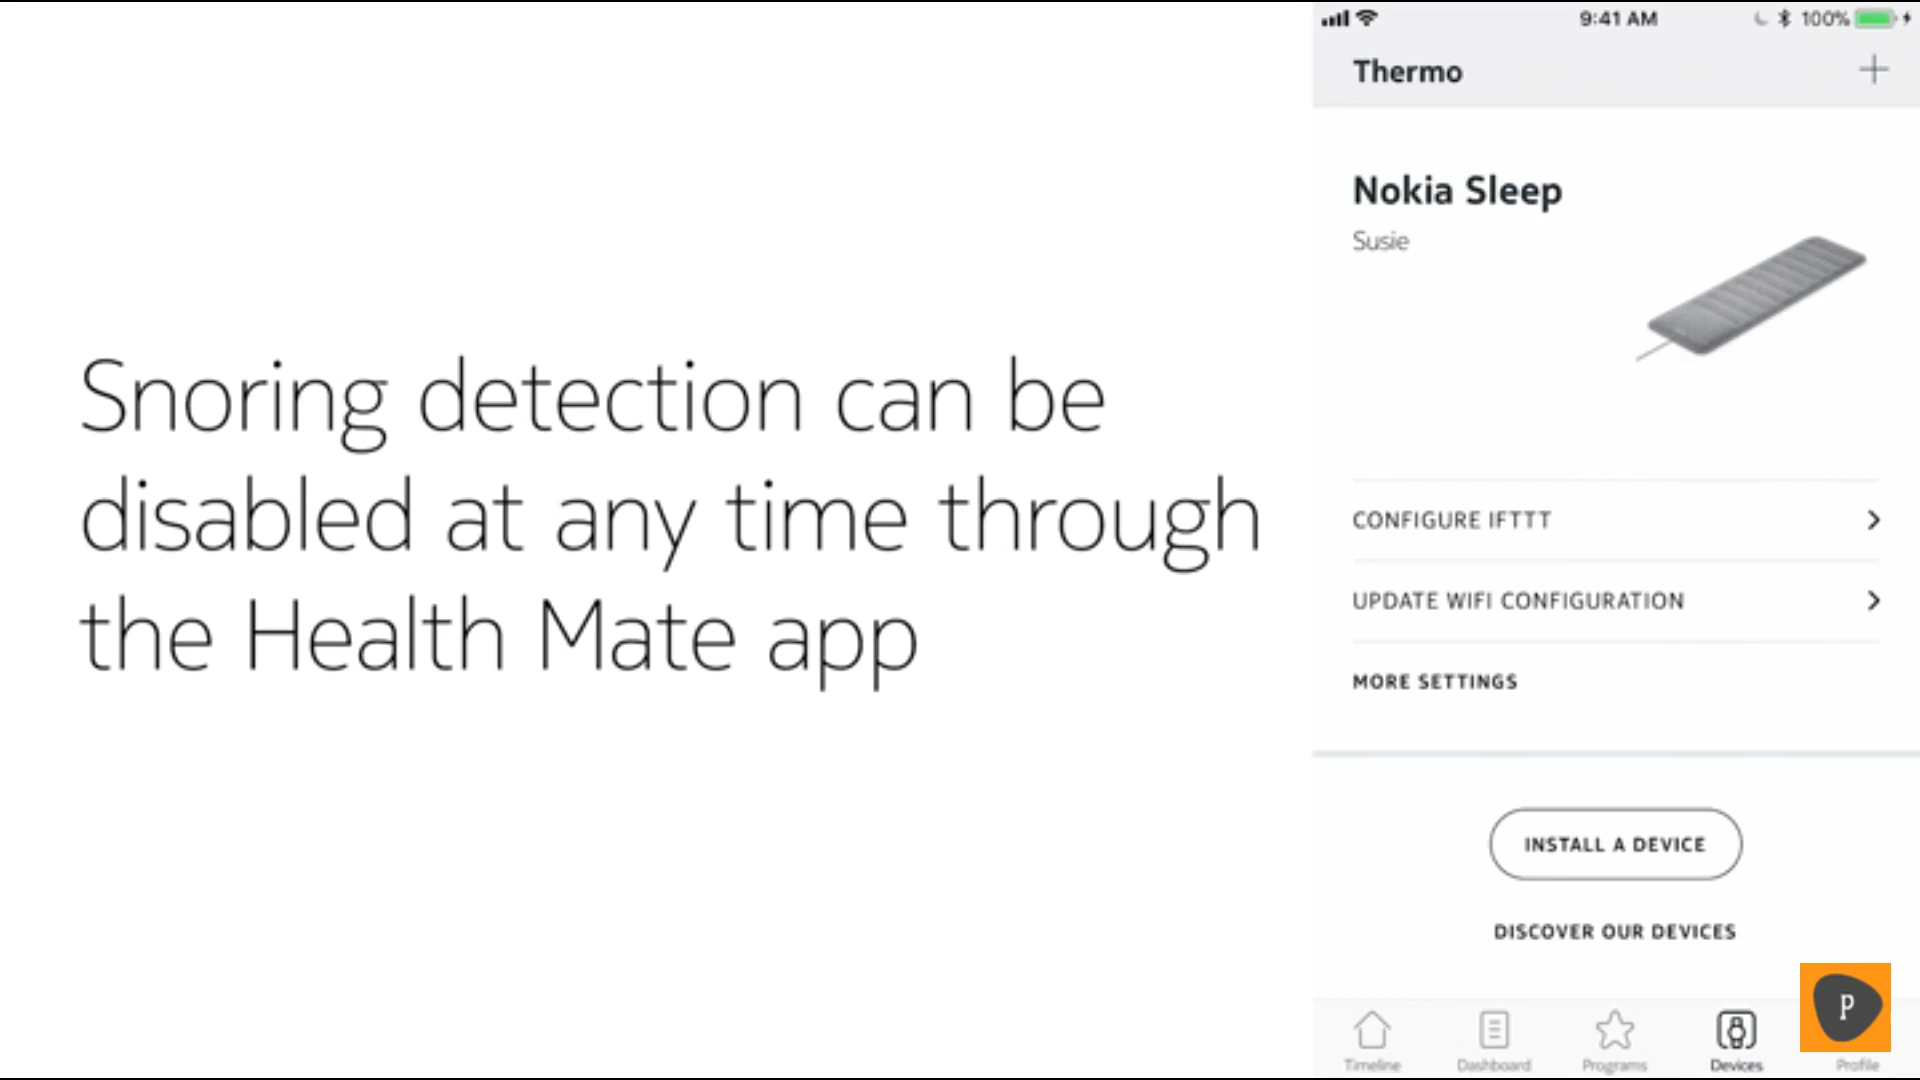 Snoring detection can be
disabled at any time through
the Health Mate app
9:41 AM
100%
Thermo
Nokia Sleep
Susie
CONFIGURE IFTTT
UPDATE WIFI CONFIGURATION
MORE SETTINGS
INSTALL A DEVICE
DISCOVER OUR DEVICES
P
Timeline
Dashboard
Programs
Devices
Profile